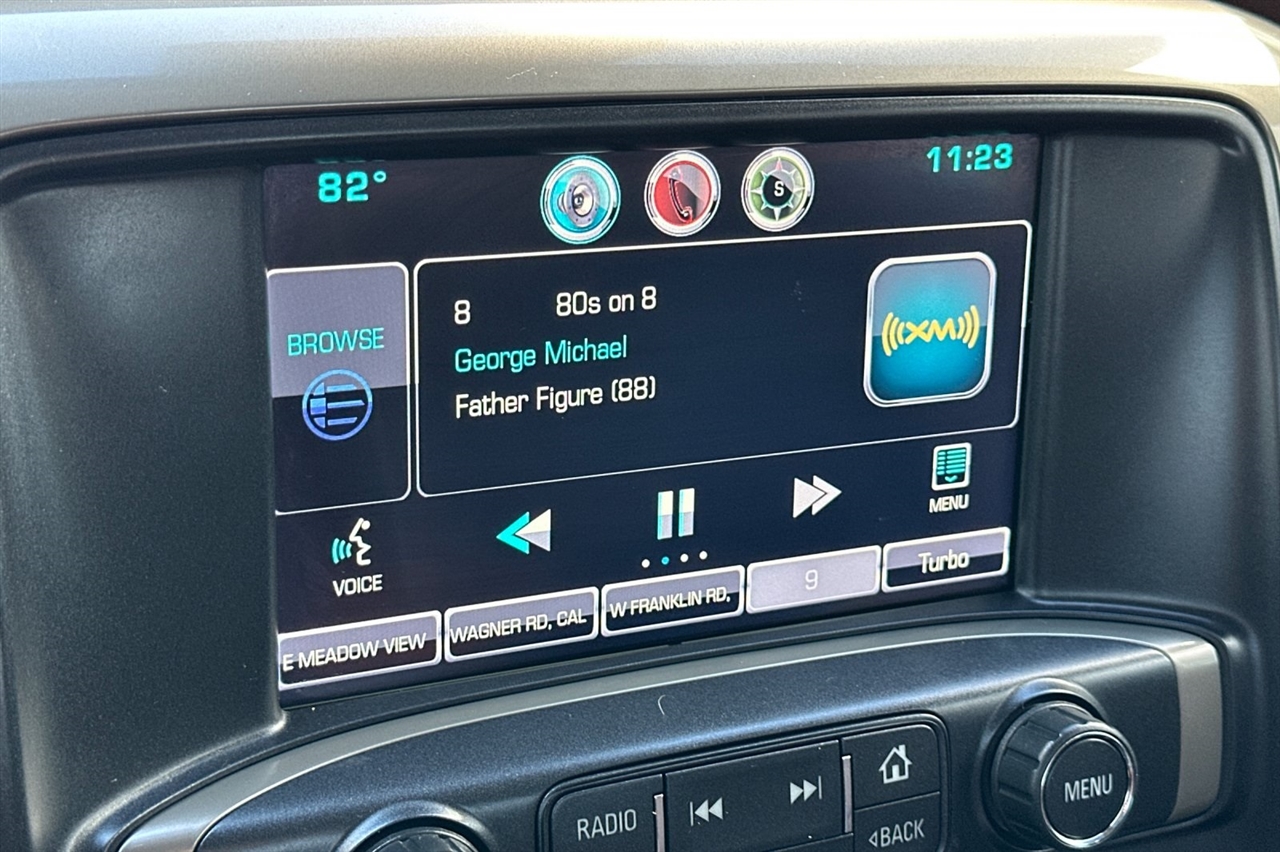 82°
S
11:23
BROWSE
8 80s on 8
George Michael
Father Figure (88)
XM
VOICE
MENU
E MEADOW VIEW
WAGNER RD, CAL
W FRANKLIN RD,
9
Turbo
RADIO
BACK
MENU